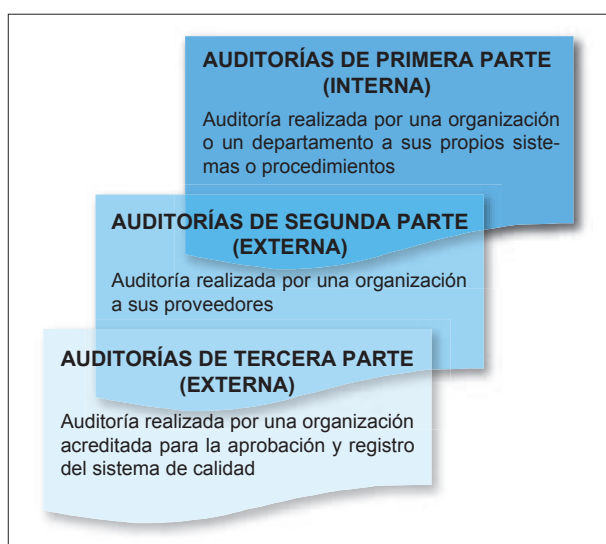 AUDITORÍAS DE PRIMERA PARTE
(INTERNA)
Auditoría realizada por una organización
o un departamento a sus propios siste-
mas o procedimientos
AUDITORÍAS DE SEGUNDA PARTE
(EXTERNA)
Auditoría realizada por una organización
a sus proveedores
AUDITORÍAS DE TERCERA PARTE
(EXTERNA)
Auditoría realizada por una organización
acreditada para la aprobación y registro
del sistema de calidad